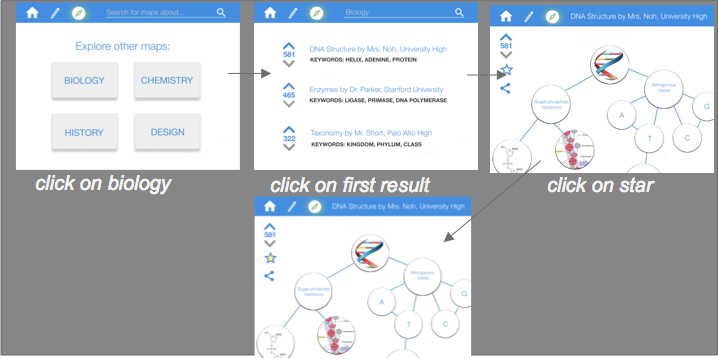 Search for maps about...
Explore other maps:
BIOLOGY
CHEMISTRY
HISTORY
DESIGN
click on biology
Biology
581
DNA Structure by Mrs. Noh, University High
KEYWORDS: HELIX, ADENINE, PROTEIN
465
Enzymes by Dr. Parker, Stanford University
KEYWORDS: LIGASE, PRIMASE, DNA POLYMERASE
322
Taxonomy by Mr. Short, Palo Alto High
KEYWORDS: KINGDOM, PHYLUM, CLASS
click on first result
DNA Structure by Mrs. Noh, University High
581
Sugar-phosphate
backbone
Nitrogenous
bases
A
T
C
G
click on star
DNA Structure by Mrs. Noh, University High
581
Sugar-phosphate
backbone
Nitrogenous
bases
A
T
C
G